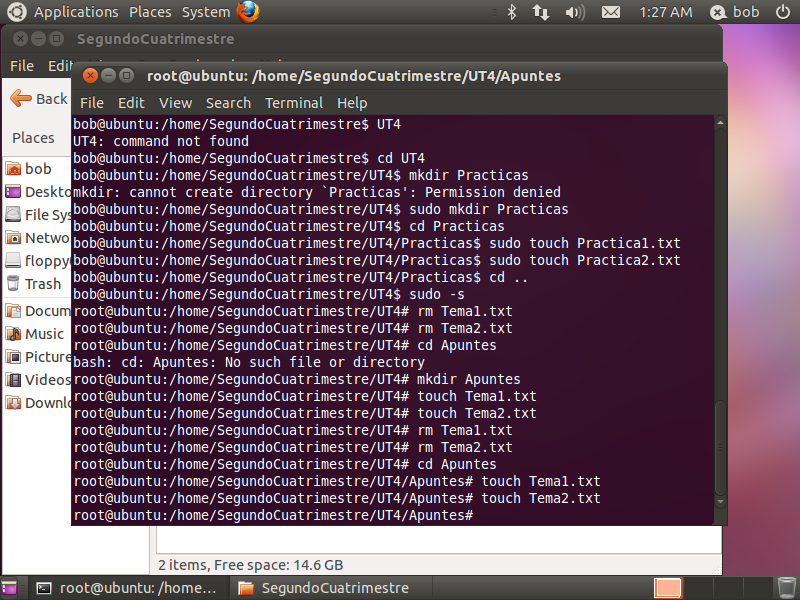 Applications Places System 1:27 AM bob
SegundoCuatrimestre
File Edit
root@ubuntu: /home/SegundoCuatrimestre/UT4/Apuntes
File Edit View Search Terminal Help
Back
Places
bob
Deskto
File Sys
Netwo
floppy
Trash
Docum
Music
Picture
Videos
Downlo
bob@ubuntu:/home/SegundoCuatrimestre$ UT4
UT4: command not found
bob@ubuntu:/home/SegundoCuatrimestre$ cd UT4
bob@ubuntu:/home/SegundoCuatrimestre/UT4$ mkdir Practicas
mkdir: cannot create directory `Practicas': Permission denied
bob@ubuntu:/home/SegundoCuatrimestre/UT4$ sudo mkdir Practicas
bob@ubuntu:/home/SegundoCuatrimestre/UT4$ cd Practicas
bob@ubuntu:/home/SegundoCuatrimestre/UT4/Practicas$ sudo touch Practica1.txt
bob@ubuntu:/home/SegundoCuatrimestre/UT4/Practicas$ sudo touch Practica2.txt
bob@ubuntu:/home/SegundoCuatrimestre/UT4/Practicas$ cd ..
bob@ubuntu:/home/SegundoCuatrimestre/UT4$ sudo -s
root@ubuntu:/home/SegundoCuatrimestre/UT4# rm Tema1.txt
root@ubuntu:/home/SegundoCuatrimestre/UT4# rm Tema2.txt
root@ubuntu:/home/SegundoCuatrimestre/UT4# cd Apuntes
bash: cd: Apuntes: No such file or directory
root@ubuntu:/home/SegundoCuatrimestre/UT4# mkdir Apuntes
root@ubuntu:/home/SegundoCuatrimestre/UT4# touch Tema1.txt
root@ubuntu:/home/SegundoCuatrimestre/UT4# touch Tema2.txt
root@ubuntu:/home/SegundoCuatrimestre/UT4# rm Tema1.txt
root@ubuntu:/home/SegundoCuatrimestre/UT4# rm Tema2.txt
root@ubuntu:/home/SegundoCuatrimestre/UT4# cd Apuntes
root@ubuntu:/home/SegundoCuatrimestre/UT4/Apuntes# touch Tema1.txt
root@ubuntu:/home/SegundoCuatrimestre/UT4/Apuntes# touch Tema2.txt
root@ubuntu:/home/SegundoCuatrimestre/UT4/Apuntes#
2 items, Free space: 14.6 GB
root@ubuntu: /home... SegundoCuatrimestre